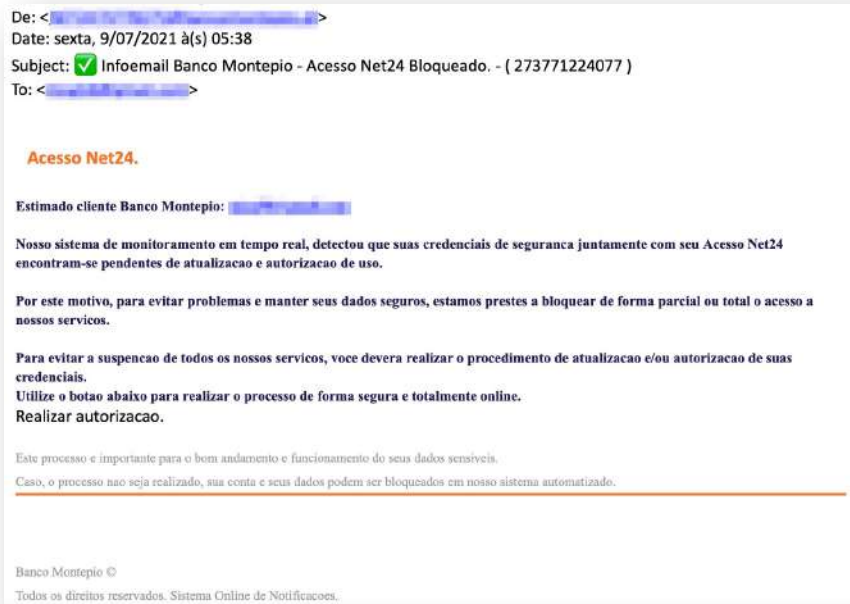 De: < >
Date: sexta, 9/07/2021 à(s) 05:38
Subject: ✅ Infoemail Banco Montepio - Acesso Net24 Bloqueado. - ( 273771224077 )
To: < >
Acesso Net24.
Estimado cliente Banco Montepio:
Nosso sistema de monitoramento em tempo real, detectou que suas credenciais de seguranca juntamente com seu Acesso Net24
encontram-se pendentes de atualizacao e autorizacao de uso.
Por este motivo, para evitar problemas e manter seus dados seguros, estamos prestes a bloquear de forma parcial ou total o acesso a
nossos servicos.
Para evitar a suspencao de todos os nossos servicos, voce devera realizar o procedimento de atualizacao e/ou autorizacao de suas
credenciais.
Utilize o botao abaixo para realizar o processo de forma segura e totalmente online.
Realizar autorizacao.
Este processo e importante para o bom andamento e funcionamento do seus dados sensiveis.
Caso, o processo nao seja realizado, sua conta e seus dados podem ser bloqueados em nosso sistema automatizado.
Banco Montepio ©
Todos os direitos reservados. Sistema Online de Notificacoes.